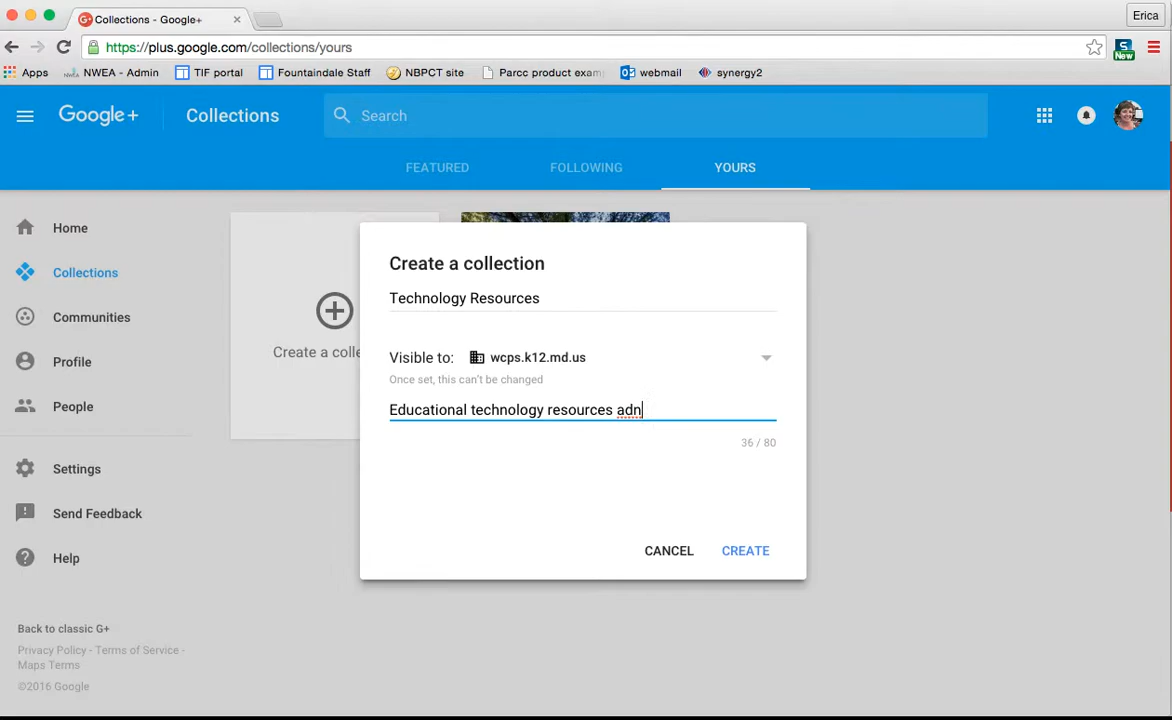 Collections - Google+
Erica
https://plus.google.com/collections/yours
New
Apps NWEA - Admin TIF portal Fountaindale Staff NBPCT site Parcc product exam webmail synergy2
Google+ Collections Search
FEATURED FOLLOWING YOURS
Home
Collections
Communities
Profile
People
Settings
Send Feedback
Help
Back to classic G+
Privacy Policy - Terms of Service -
Maps Terms
©2016 Google
Create a colle
Create a collection
Technology Resources
Visible to: wcps.k12.md.us
Once set, this can't be changed
Educational technology resources adn
36 / 80
CANCEL CREATE